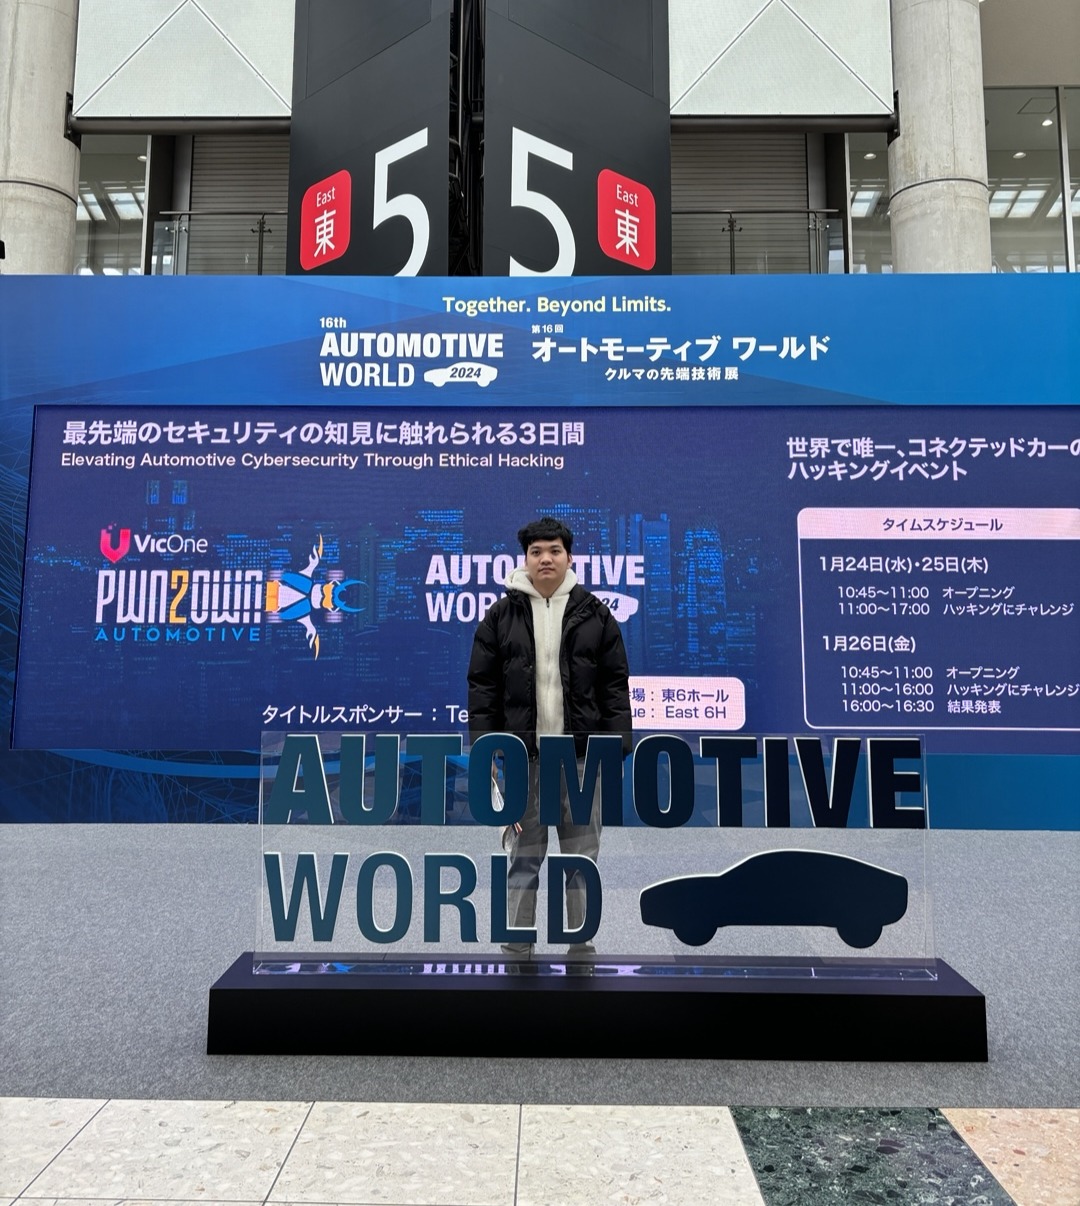 East
東
5
5
East
東
Together. Beyond Limits.
16th
AUTOMOTIVE
WORLD 2024
第16回
オートモーティブ ワールド
クルマの先端技術展
最先端のセキュリティの知見に触れられる3日間
Elevating Automotive Cybersecurity Through Ethical Hacking
VicOne
PWN2OWN
AUTOMOTIVE
AUTO TIVE
WOR 24
タイトルスポンサー：Te
場：東6ホール
ue： East 6H
世界で唯一、コネクテッドカーの
ハッキングイベント
タイムスケジュール
1月24日(水)・25日(木)
10:45～11:00 オープニング
11:00～17:00 ハッキングにチャレンジ
1月26日(金)
10:45～11:00 オープニング
11:00～16:00 ハッキングにチャレンジ
16:00～16:30 結果発表
AUTOMOTIVE
WORLD